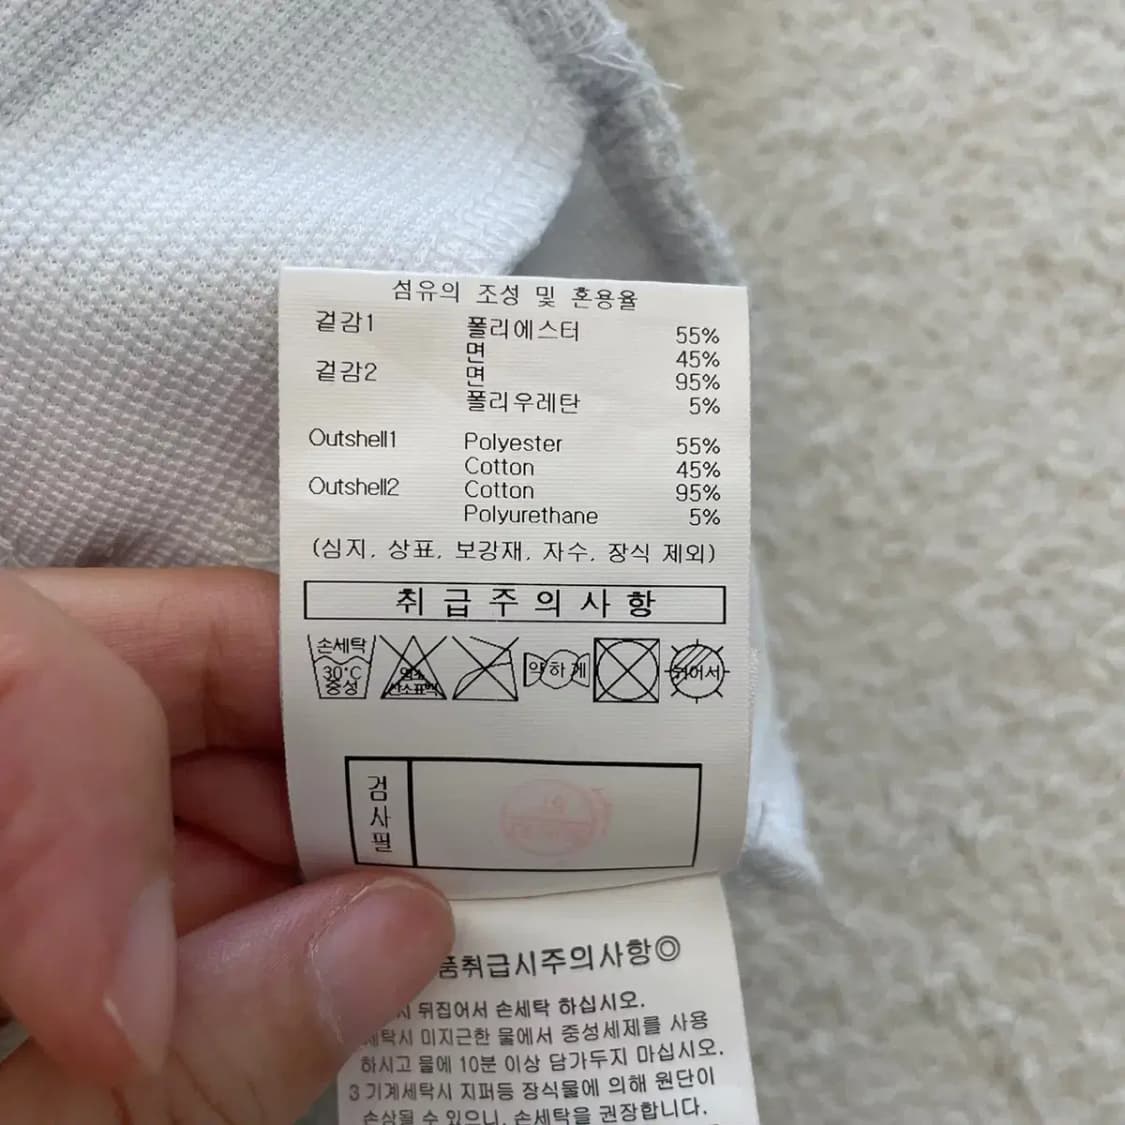 섬유의 조성 및 혼용율
겉감1 폴리에스터 55%
면 45%
겉감2 면 95%
폴리우레탄 5%
Outshell1 Polyester 55%
Cotton 45%
Outshell2 Cotton 95%
Polyurethane 5%
(심지, 상표, 보강재, 자수, 장식 제외)
취급주의사항
손세탁
30°C
중성
염소
산소표백
약하게
뉘어서
검사필
품취급시주의사항◎
시 뒤집어서 손세탁 하십시오.
세탁시 미지근한 물에서 중성세제를 사용
하시고 물에 10분 이상 담가두지 마십시오.
3 기계세탁시 지퍼등 장식물에 의해 원단이
손상될 수 있으니, 손세탁을 권장합니다.